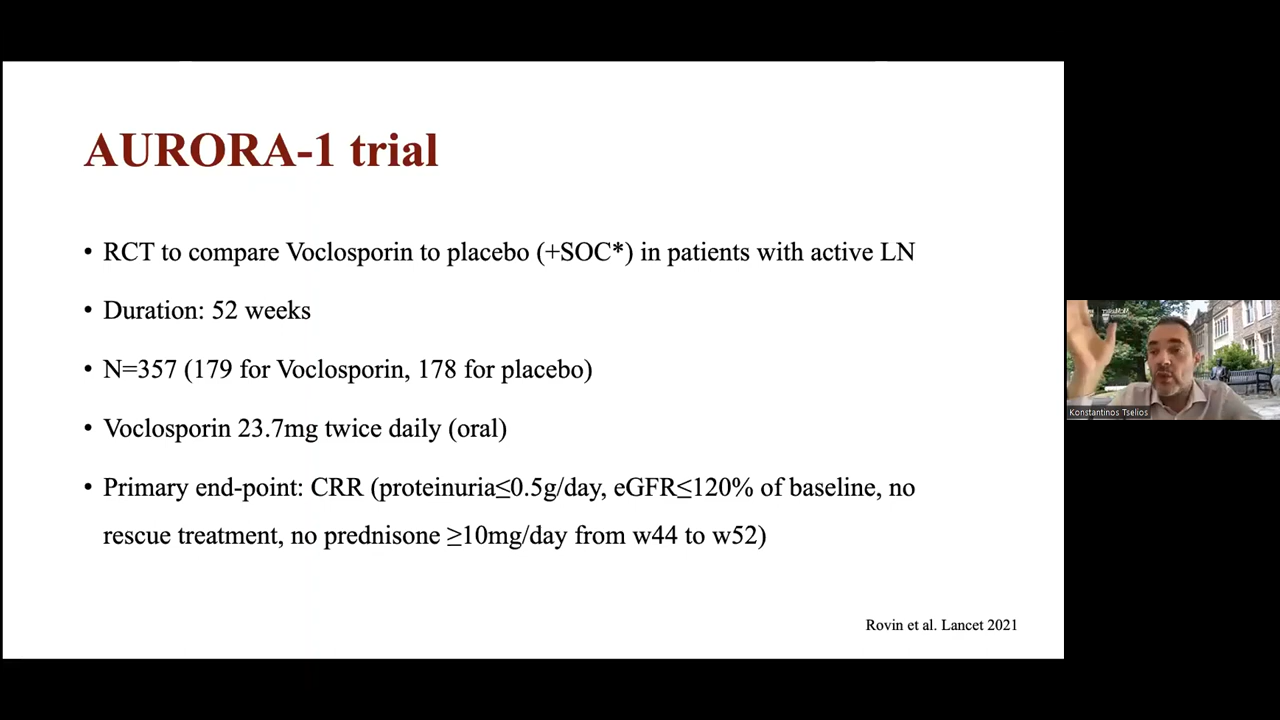 AURORA-1 trial
• RCT to compare Voclosporin to placebo (+SOC*) in patients with active LN
• Duration: 52 weeks
• N=357 (179 for Voclosporin, 178 for placebo)
• Voclosporin 23.7mg twice daily (oral)
• Primary end-point: CRR (proteinuria≤0.5g/day, eGFR≤120% of baseline, no
rescue treatment, no prednisone ≥10mg/day from w44 to w52)
Rovin et al. Lancet 2021
Konstantinos Tselios